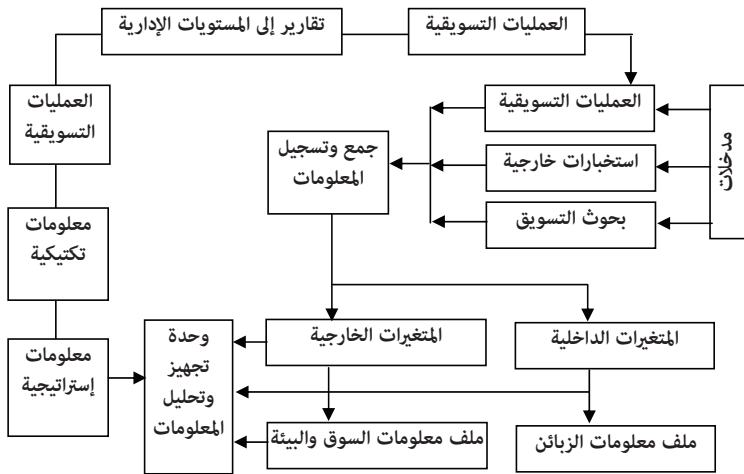 العمليات التسويقية
تقارير إلى المستويات الإدارية
مدخلات
العمليات التسويقية
استخبارات خارجية
بحوث التسويق
جمع وتسجيل
المعلومات
العمليات
التسويقية
معلومات
تكتيكية
معلومات
إستراتيجية
المتغيرات الداخلية
المتغيرات الخارجية
وحدة
تجهيز
وتحليل
المعلومات
ملف معلومات الزبائن
ملف معلومات السوق والبيئة